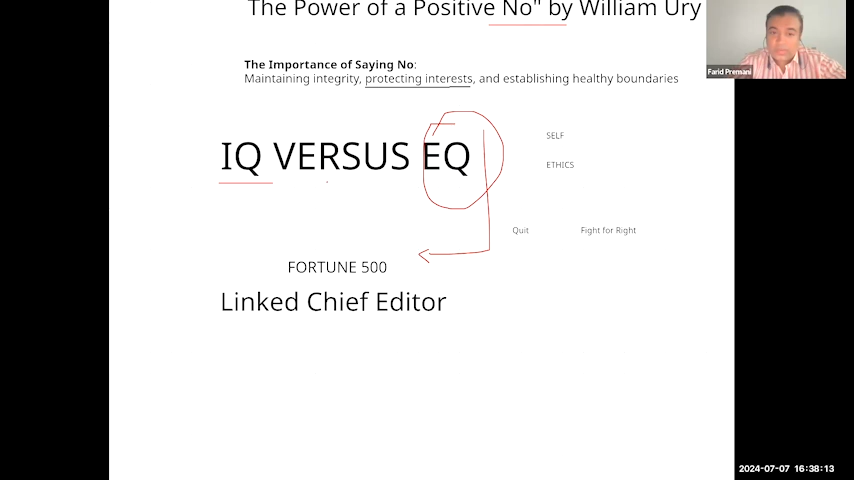 The Power of a Positive No" by William Ury
Farid Premani
The Importance of Saying No:
Maintaining integrity, protecting interests, and establishing healthy boundaries
SELF
IQ VERSUS EQ
ETHICS
Quit
Fight for Right
FORTUNE 500
Linked Chief Editor
2024-07-07 16:38:13